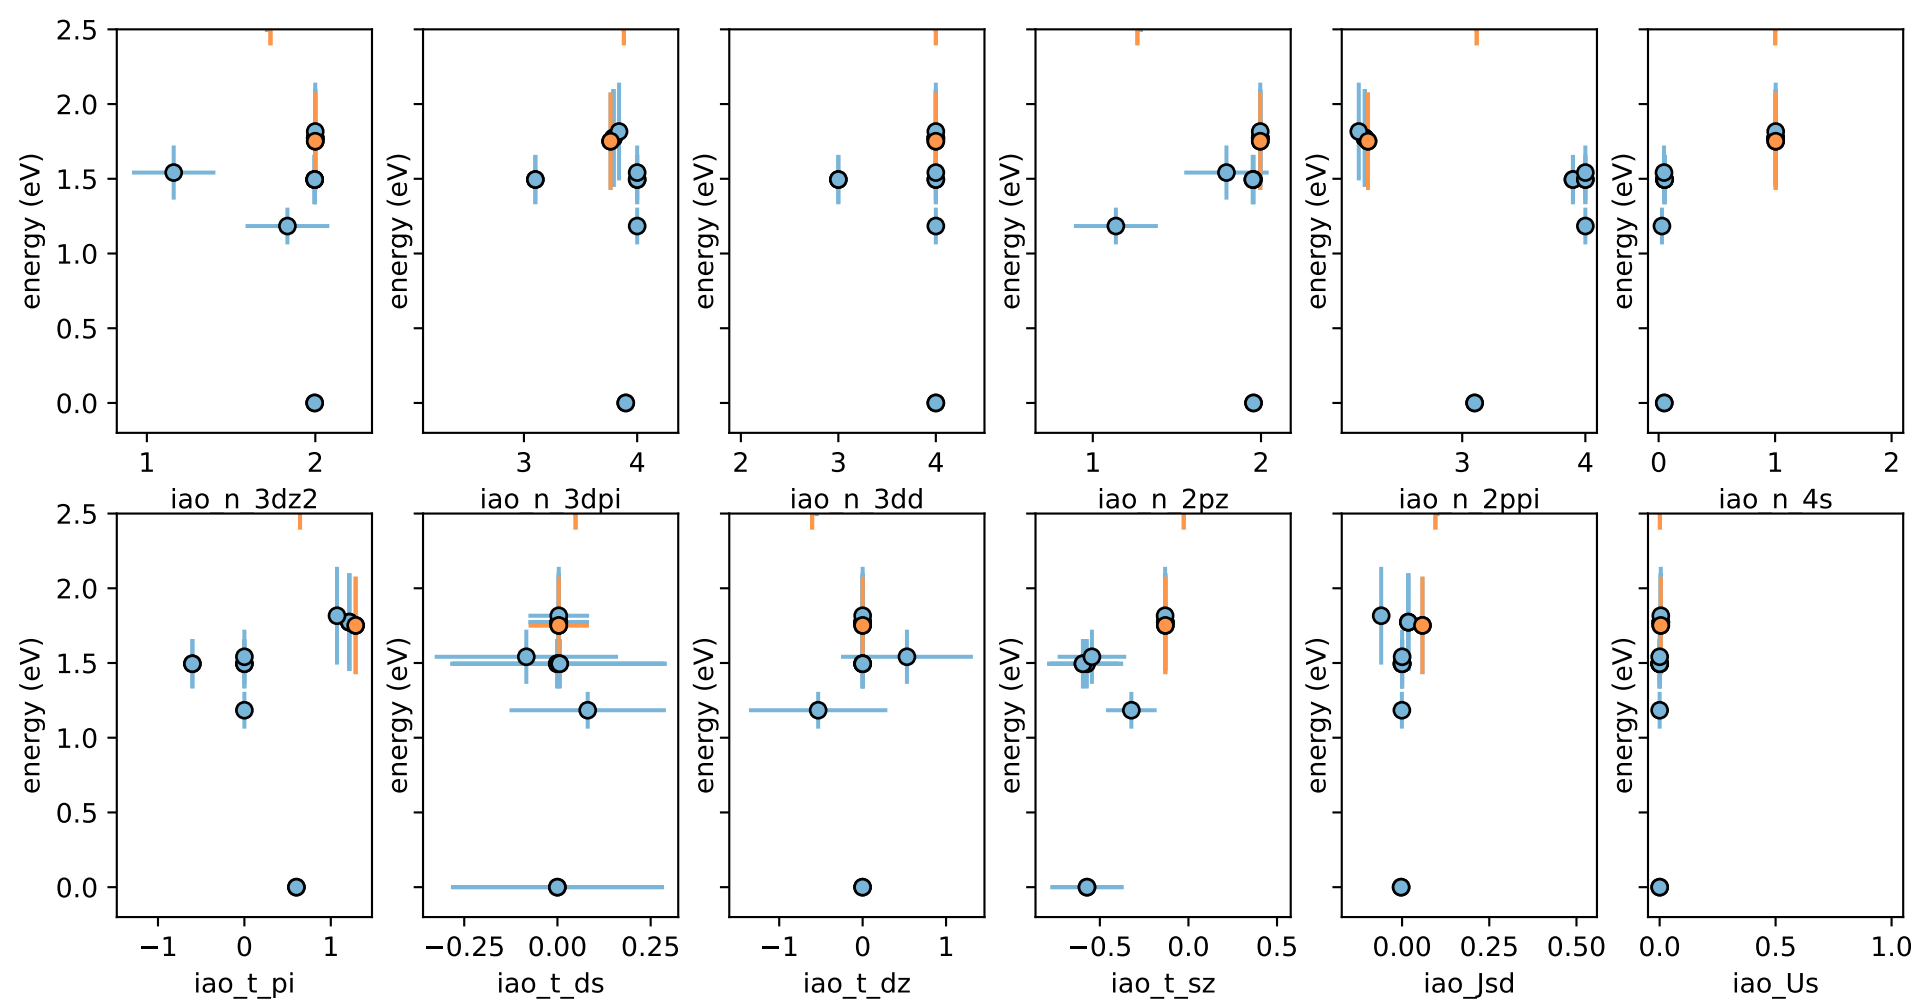 2.5
2.0
1.5
1.0
0.5
0.0
energy (eV)
energy (eV)
energy (eV)
energy (eV)
energy (eV)
energy (eV)
1 2
3 4
2 3 4
1 2
3 4
0 1 2
iao_n_3dz2
iao_n_3dpi
iao_n_3dd
iao_n_2pz
iao_n_2ppi
iao_n_4s
2.5
2.0
1.5
1.0
0.5
0.0
energy (eV)
energy (eV)
energy (eV)
energy (eV)
energy (eV)
energy (eV)
−1 0 1
−0.25 0.00 0.25
−1 0 1
−0.5 0.0 0.5
0.00 0.25 0.50
0.0 0.5 1.0
iao_t_pi
iao_t_ds
iao_t_dz
iao_t_sz
iao_Jsd
iao_Us